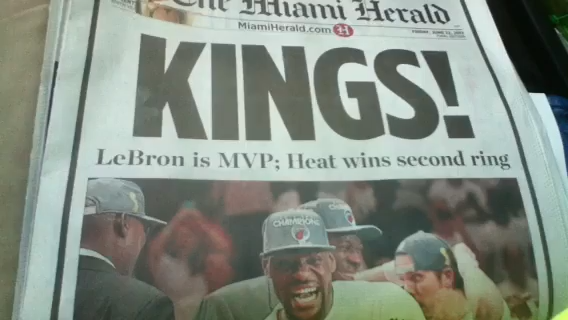 The Miami Herald
MiamiHerald.com H
KINGS!
LeBron is MVP; Heat wins second ring
CHAMPIONS